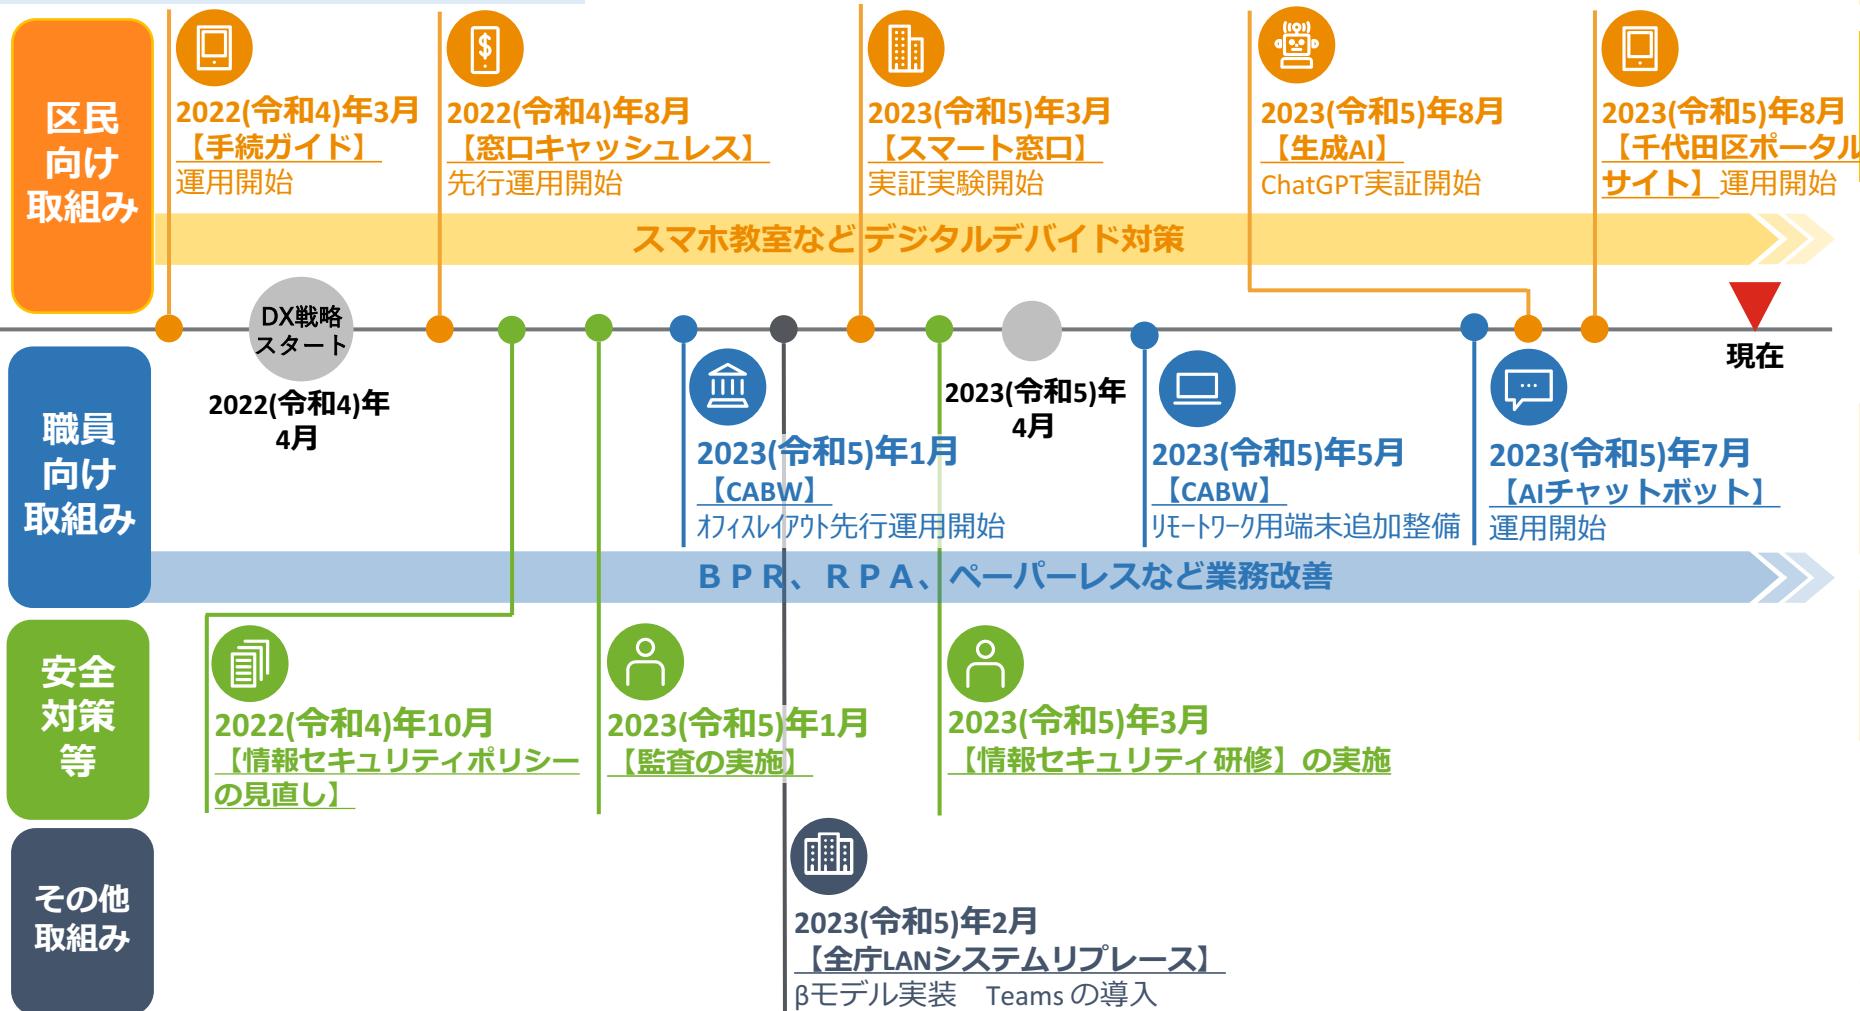 区民
向け
取組み
2022(令和4)年3月
【手続ガイド】
運用開始
2022(令和4)年8月
【窓口キャッシュレス】
先行運用開始
2023(令和5)年3月
【スマート窓口】
実証実験開始
2023(令和5)年8月
【生成AI】
ChatGPT実証開始
2023(令和5)年8月
【千代田区ポータル
サイト】運用開始
スマホ教室など デジタルデバイド対策
DX戦略
スタート
2022(令和4)年
4月
2023(令和5)年
4月
現在
職員
向け
取組み
2023(令和5)年1月
【CABW】
ｵﾌｨｽﾚｲｱｳﾄ先行運用開始
2023(令和5)年5月
【CABW】
ﾘﾓｰﾄﾜｰｸ用端末追加整備
2023(令和5)年7月
【AIチャットボット】
運用開始
ＢＰＲ、ＲＰＡ、ペーパーレスなど業務改善
安全
対策
等
2022(令和4)年10月
【情報セキュリティポリシー
の見直し】
2023(令和5)年1月
【監査の実施】
2023(令和5)年3月
【情報セキュリティ研修】の実施
その他
取組み
2023(令和5)年2月
【全庁LANシステムリプレース】
βモデル実装　Teams の導入